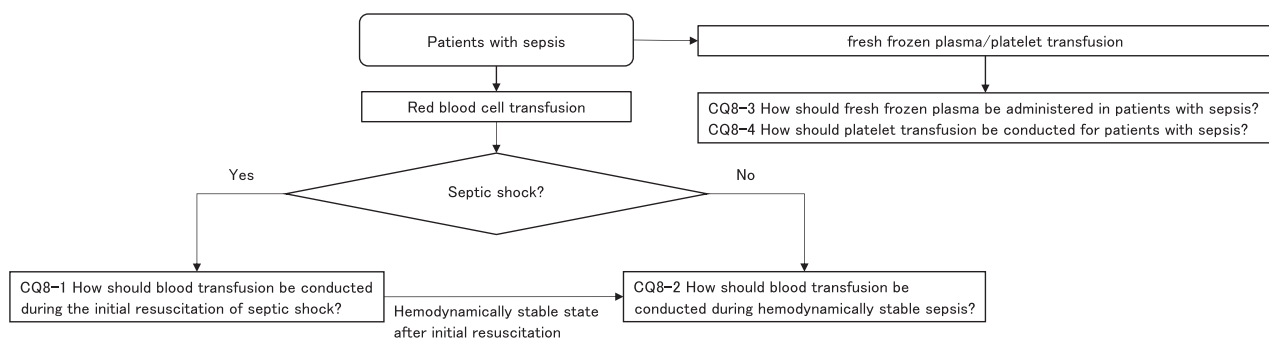 Patients with sepsis
fresh frozen plasma/platelet transfusion
Red blood cell transfusion
CQ8-3 How should fresh frozen plasma be administered in patients with sepsis?
CQ8-4 How should platelet transfusion be conducted for patients with sepsis?
Yes
Septic shock?
No
CQ8-1 How should blood transfusion be conducted
during the initial resuscitation of septic shock?
Hemodynamically stable state
after initial resuscitation
CQ8-2 How should blood transfusion be
conducted during hemodynamically stable sepsis?